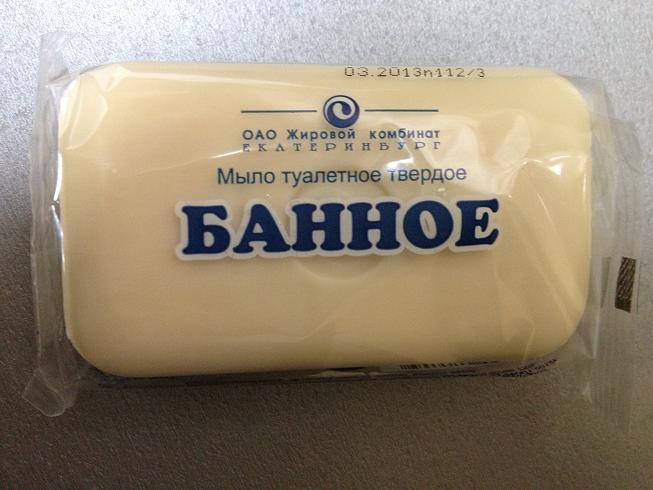 03.2013п112/3
ОАО Жировой комбинат
ЕКАТЕРИНБУРГ
Мыло туалетное твердое
БАННОЕ